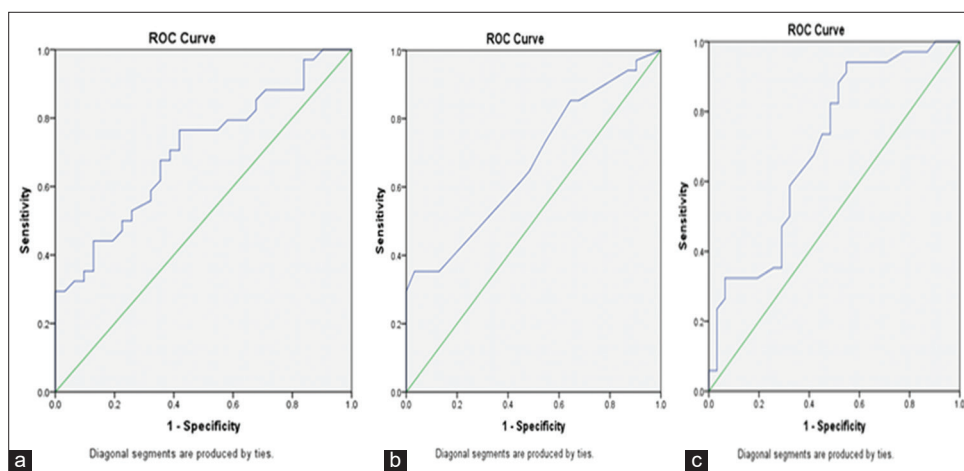 ROC Curve
1.0
0.8
0.6
0.4
0.2
0.0
Sensitivity
0.0 0.2 0.4 0.6 0.8 1.0
1 - Specificity
Diagonal segments are produced by ties.
a
ROC Curve
1.0
0.8
0.6
0.4
0.2
0.0
Sensitivity
0.0 0.2 0.4 0.6 0.8 1.0
1 - Specificity
Diagonal segments are produced by ties.
b
ROC Curve
1.0
0.8
0.6
0.4
0.2
0.0
Sensitivity
0.0 0.2 0.4 0.6 0.8 1.0
1 - Specificity
Diagonal segments are produced by ties.
c